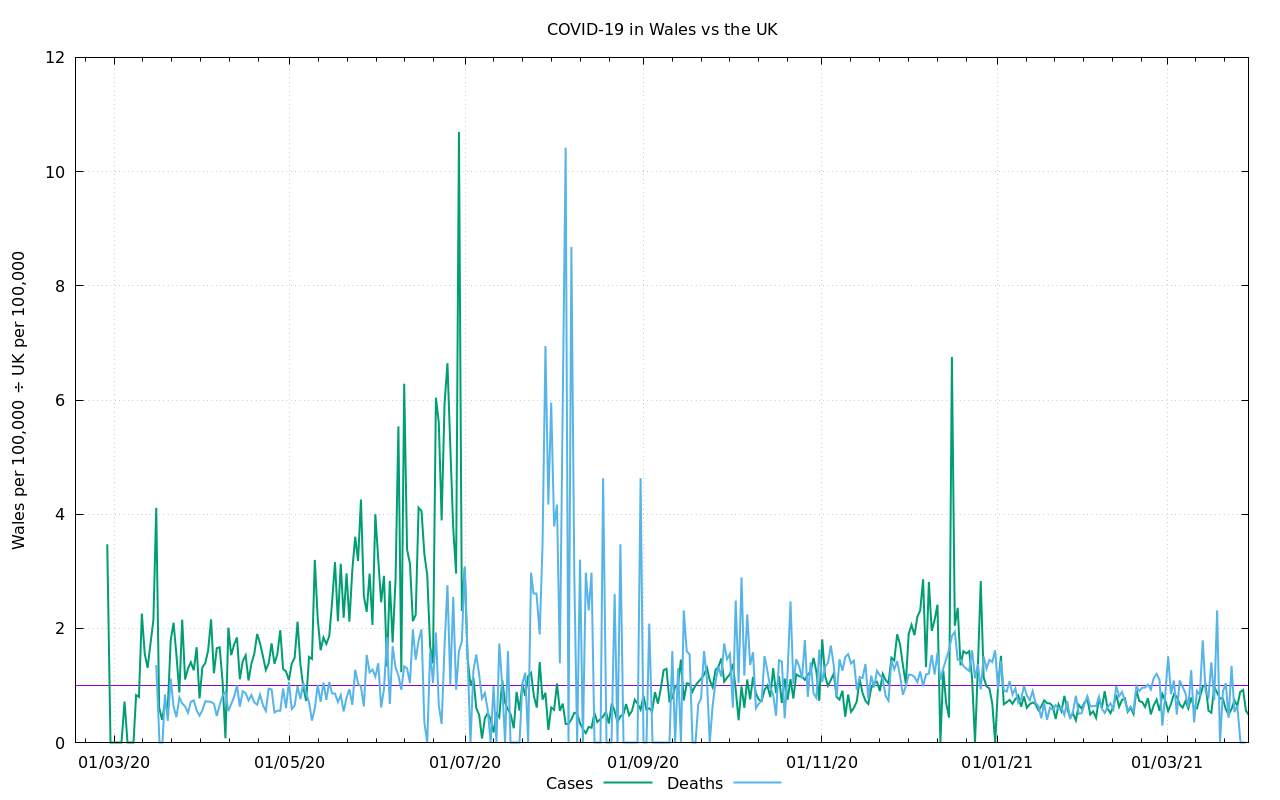 COVID-19 in Wales vs the UK
Wales per 100,000 ÷ UK per 100,000
12
10
8
6
4
2
0
01/03/20 01/05/20 01/07/20 01/09/20 01/11/20 01/01/21 01/03/21
Cases Deaths